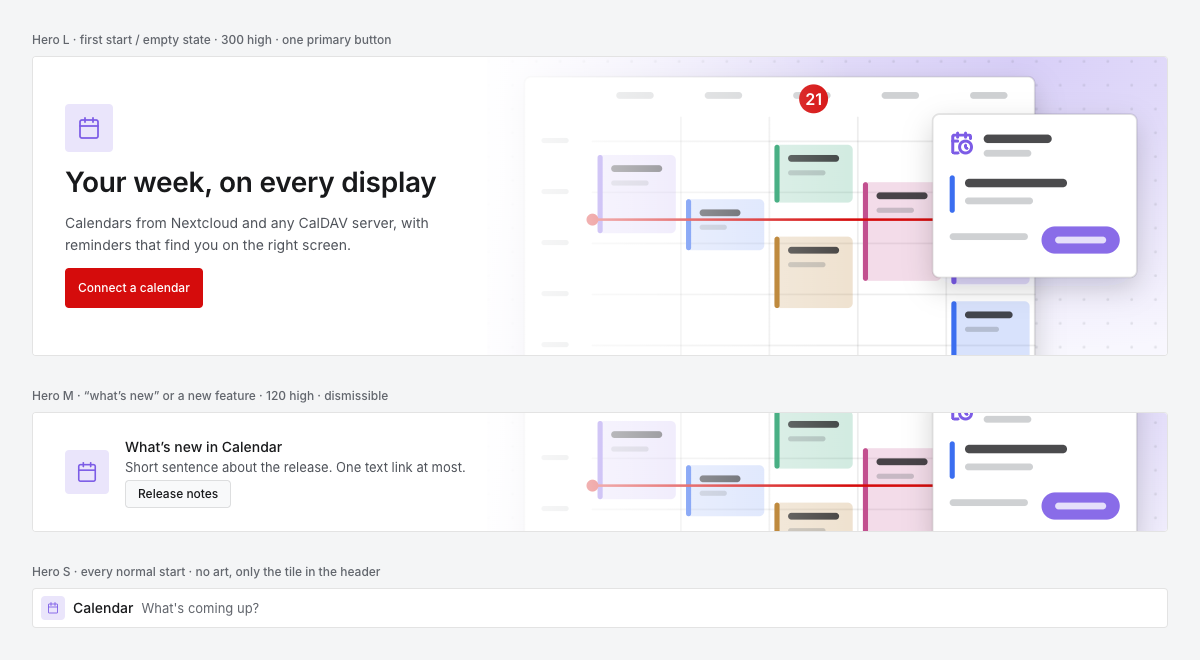 Hero L · first start / empty state · 300 high · one primary button
21
Your week, on every display
Calendars from Nextcloud and any CalDAV server, with
reminders that find you on the right screen.
Connect a calendar
Hero M · “what’s new” or a new feature · 120 high · dismissible
What’s new in Calendar
Short sentence about the release. One text link at most.
Release notes
Hero S · every normal start · no art, only the tile in the header
Calendar What's coming up?